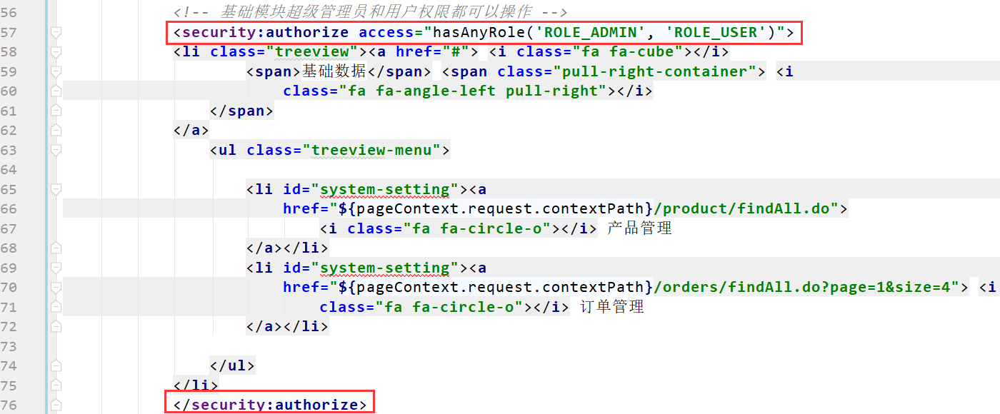 56 <!-- 基础模块超级管理员和用户权限都可以操作 -->
57 <security:authorize access="hasAnyRole('ROLE_ADMIN', 'ROLE_USER')">
58 <li class="treeview"><a href="#"> <i class="fa fa-cube"></i>
59 <span>基础数据</span> <span class="pull-right-container"> <i
60 class="fa fa-angle-left pull-right"></i>
61 </span>
62 </a>
63 <ul class="treeview-menu">
64
65 <li id="system-setting"><a
66 href="${pageContext.request.contextPath}/product/findAll.do">
67 <i class="fa fa-circle-o"></i> 产品管理
68 </a></li>
69 <li id="system-setting"><a
70 href="${pageContext.request.contextPath}/orders/findAll.do?page=1&size=4"> <i
71 class="fa fa-circle-o"></i> 订单管理
72 </a></li>
73
74 </ul>
75 </li>
76 </security:authorize>